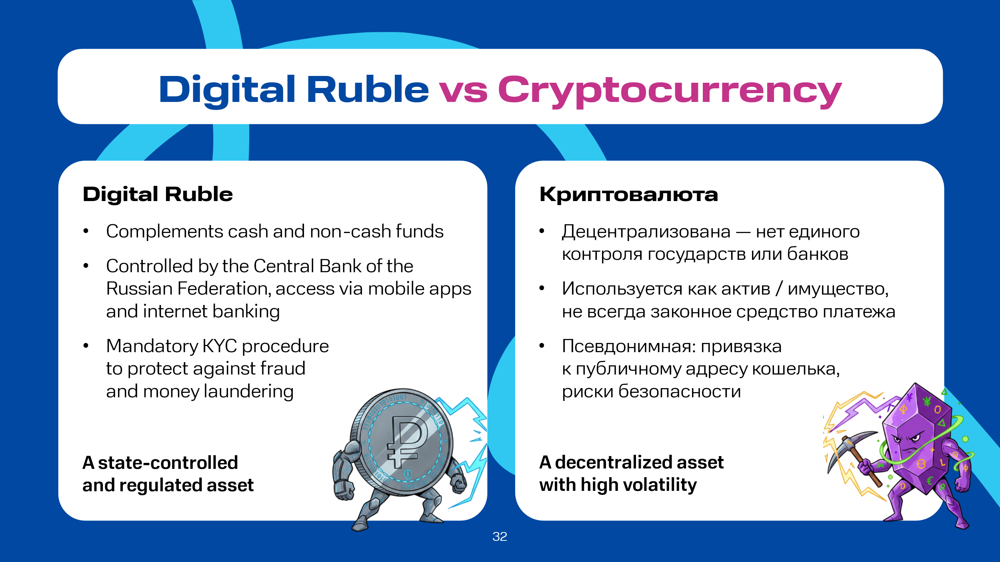 Digital Ruble vs Cryptocurrency
Digital Ruble
• Complements cash and non-cash funds
• Controlled by the Central Bank of the
Russian Federation, access via mobile apps
and internet banking
• Mandatory KYC procedure
to protect against fraud
and money laundering
A state-controlled
and regulated asset
Криптовалюта
• Децентрализована — нет единого
контроля государств или банков
• Используется как актив / имущество,
не всегда законное средство платежа
• Псевдонимная: привязка
к публичному адресу кошелька,
риски безопасности
A decentralized asset
with high volatility
32